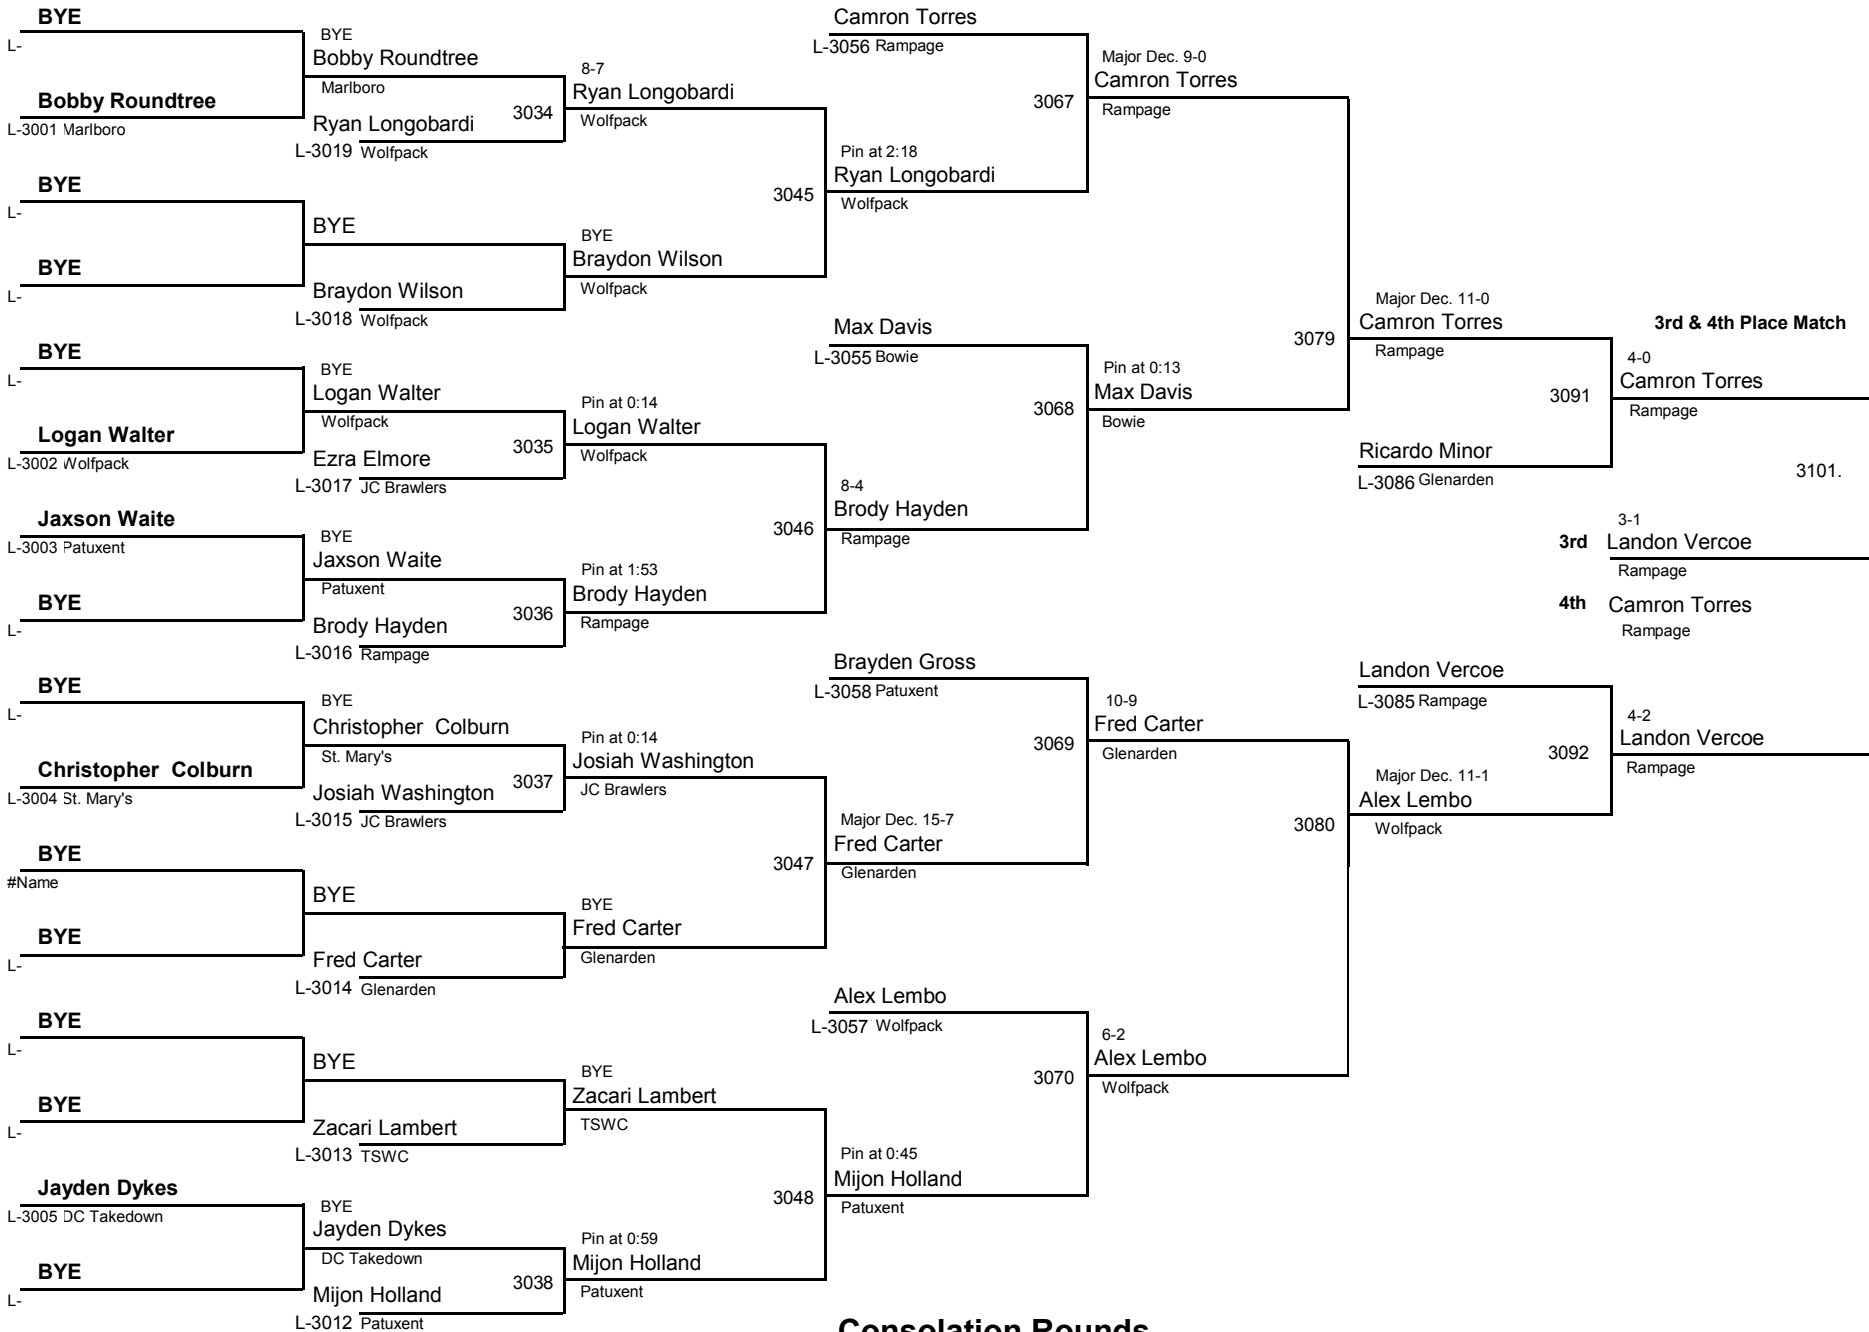 BYE
L-
Bobby Roundtree
L-3001 Marlboro
BYE
L-
BYE
L-
BYE
L-
Logan Walter
L-3002 Wolfpack
Jaxson Waite
L-3003 Patuxent
BYE
L-
BYE
L-
Christopher Colburn
L-3004 St. Mary's
BYE
#Name
BYE
L-
BYE
L-
BYE
L-
Jayden Dykes
L-3005 DC Takedown
BYE
L-
BYE
Bobby Roundtree
Marlboro
3034
Ryan Longobardi
L-3019 Wolfpack
BYE
Braydon Wilson
L-3018 Wolfpack
BYE
Logan Walter
Wolfpack
3035
Ezra Elmore
L-3017 JC Brawlers
BYE
Jaxson Waite
Patuxent
3036
Brody Hayden
L-3016 Rampage
BYE
Christopher Colburn
St. Mary's
3037
Josiah Washington
L-3015 JC Brawlers
BYE
Fred Carter
L-3014 Glenarden
BYE
Zacari Lambert
L-3013 TSWC
BYE
Jayden Dykes
DC Takedown
3038
Mijon Holland
L-3012 Patuxent
8-7
Ryan Longobardi
Wolfpack
3045
BYE
Braydon Wilson
Wolfpack
Pin at 0:14
Logan Walter
Wolfpack
3046
Pin at 1:53
Brody Hayden
Rampage
Pin at 0:14
Josiah Washington
JC Brawlers
3047
BYE
Fred Carter
Glenarden
BYE
Zacari Lambert
TSWC
3048
Pin at 0:59
Mijon Holland
Patuxent
Camron Torres
L-3056 Rampage
3067
Pin at 2:18
Ryan Longobardi
Wolfpack
Max Davis
L-3055 Bowie
3068
8-4
Brody Hayden
Rampage
Brayden Gross
L-3058 Patuxent
3069
Major Dec. 15-7
Fred Carter
Glenarden
Alex Lembo
L-3057 Wolfpack
3070
Pin at 0:45
Mijon Holland
Patuxent
Major Dec. 9-0
Camron Torres
Rampage
3079
Pin at 0:13
Max Davis
Bowie
10-9
Fred Carter
Glenarden
3080
6-2
Alex Lembo
Wolfpack
Major Dec. 11-0
Camron Torres
Rampage
3091
Ricardo Minor
L-3086 Glenarden
Landon Vercoe
L-3085 Rampage
3092
Major Dec. 11-1
Alex Lembo
Wolfpack
3rd & 4th Place Match
4-0
Camron Torres
Rampage
3101.
3-1
3rd Landon Vercoe
Rampage
4th Camron Torres
Rampage
4-2
Landon Vercoe
Rampage
Consolation Rounds